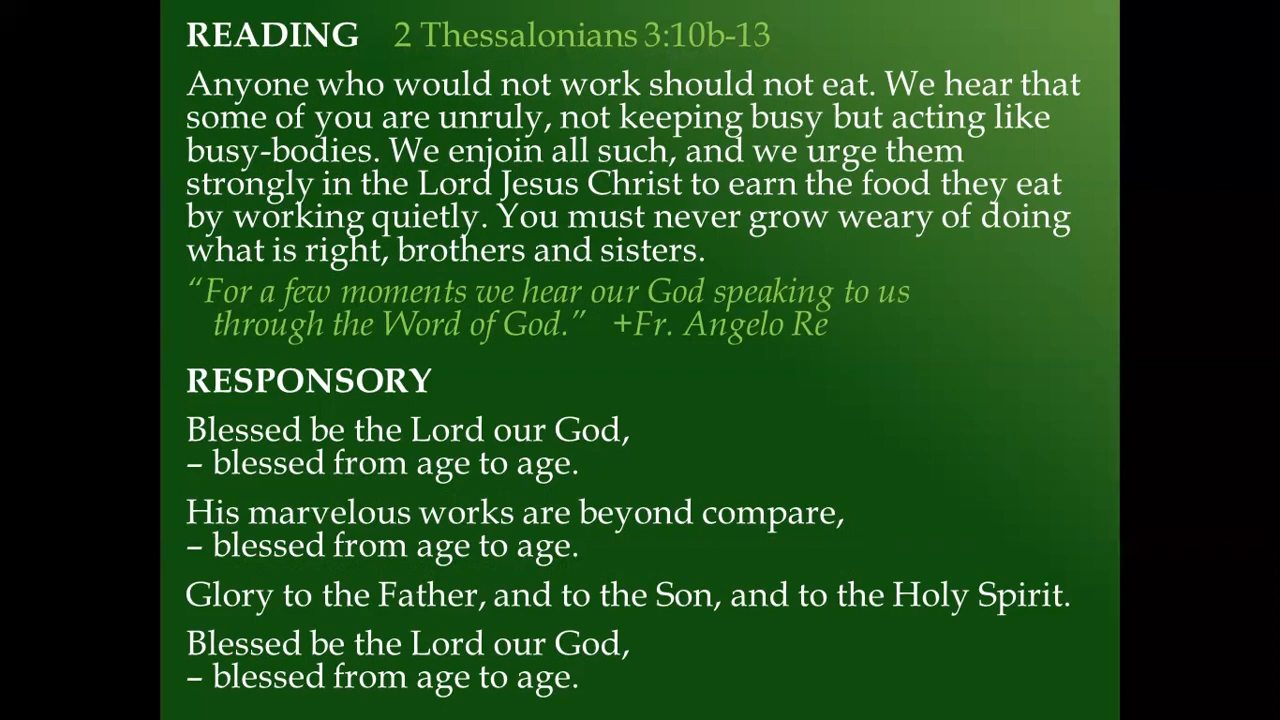 READING 2 Thessalonians 3:10b-13
Anyone who would not work should not eat. We hear that
some of you are unruly, not keeping busy but acting like
busy-bodies. We enjoin all such, and we urge them
strongly in the Lord Jesus Christ to earn the food they eat
by working quietly. You must never grow weary of doing
what is right, brothers and sisters.
“For a few moments we hear our God speaking to us
through the Word of God.” +Fr. Angelo Re
RESPONSORY
Blessed be the Lord our God,
– blessed from age to age.
His marvelous works are beyond compare,
– blessed from age to age.
Glory to the Father, and to the Son, and to the Holy Spirit.
Blessed be the Lord our God,
– blessed from age to age.